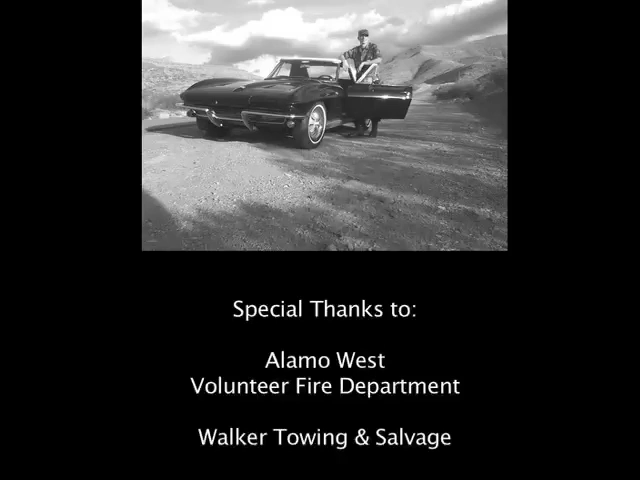 Special Thanks to:
Alamo West
Volunteer Fire Department
Walker Towing & Salvage